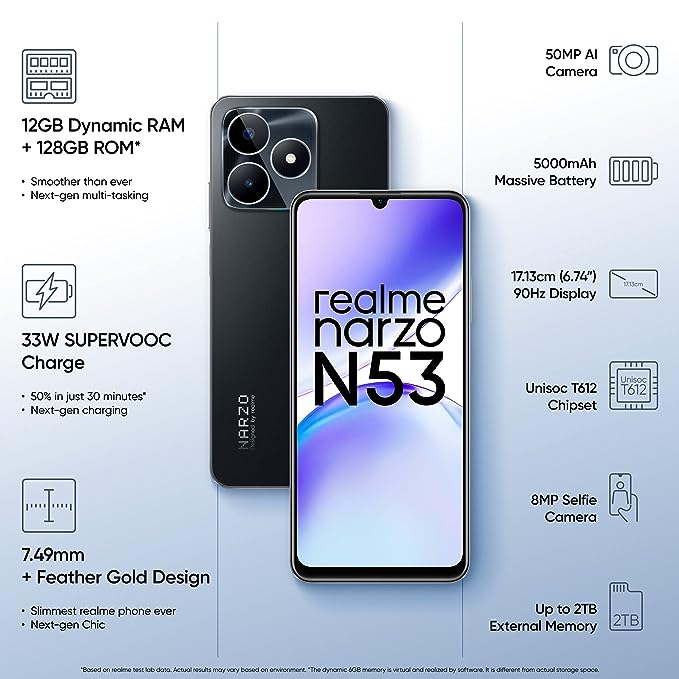 12GB Dynamic RAM
+ 128GB ROM*
• Smoother than ever
• Next-gen multi-tasking
33W SUPERVOOC
Charge
• 50% in just 30 minutes*
• Next-gen charging
7.49mm
+ Feather Gold Design
• Slimmest realme phone ever
• Next-gen Chic
NARZO
Designed by realme
realme
narzo
N53
50MP AI
Camera
5000mAh
Massive Battery
17.13cm (6.74″)
90Hz Display
17.13cm
Unisoc T612
Chipset
Unisoc
T612
8MP Selfie
Camera
Up to 2TB
External Memory
2TB
*Based on realme test lab data. Actual results may vary based on environment. *The dynamic 6GB memory is virtual and realized by software. It is different from actual storage space.